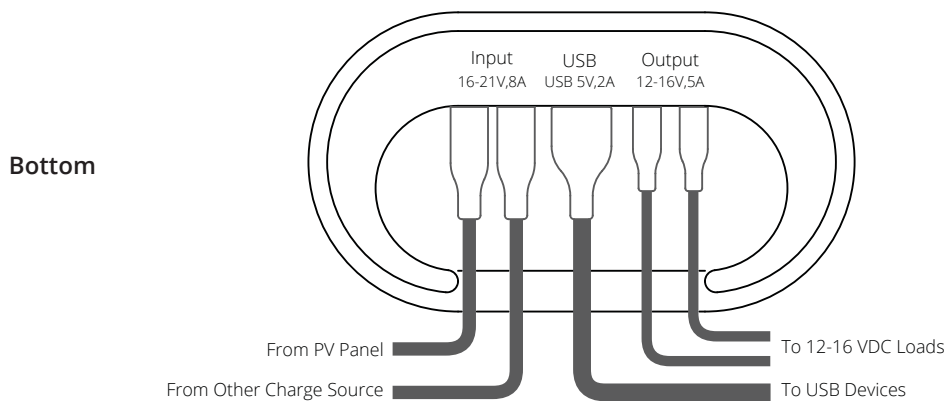 Input
16-21V,8A
USB
USB 5V,2A
Output
12-16V,5A
Bottom
From PV Panel
From Other Charge Source
To 12-16 VDC Loads
To USB Devices